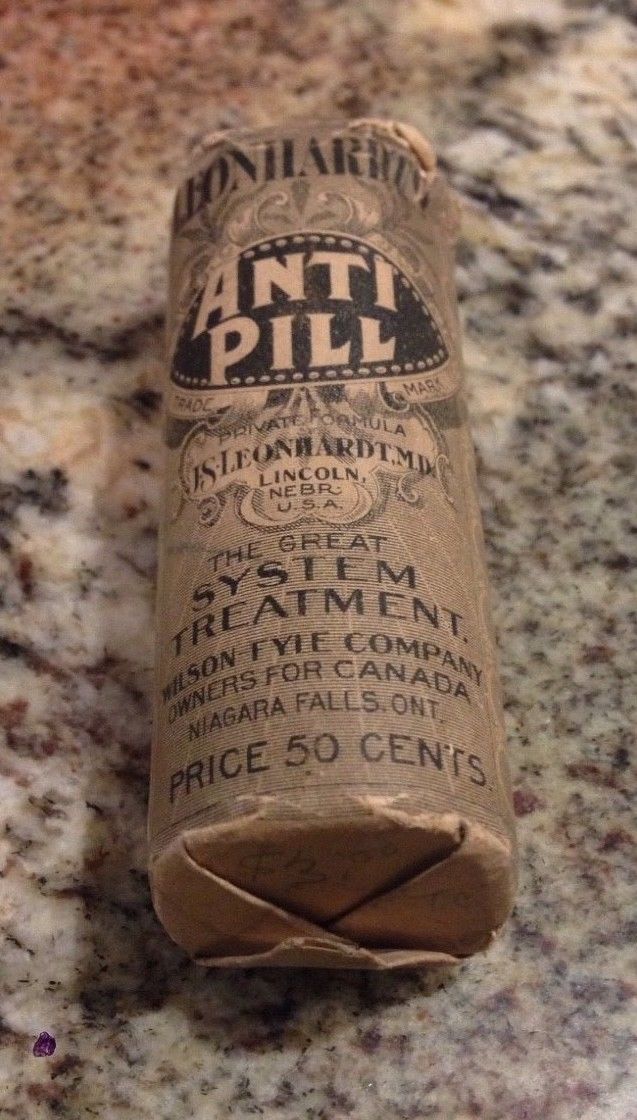 LEONHARDT'S
ANTI
PILL
TRADE MARK
PRIVATE FORMULA
J.S. LEONHARDT, M.D.
LINCOLN,
NEBR.
U.S.A.
THE GREAT
SYSTEM
TREATMENT.
WILSON-FYLE COMPANY
OWNERS FOR CANADA
NIAGARA FALLS, ONT.
PRICE 50 CENTS.